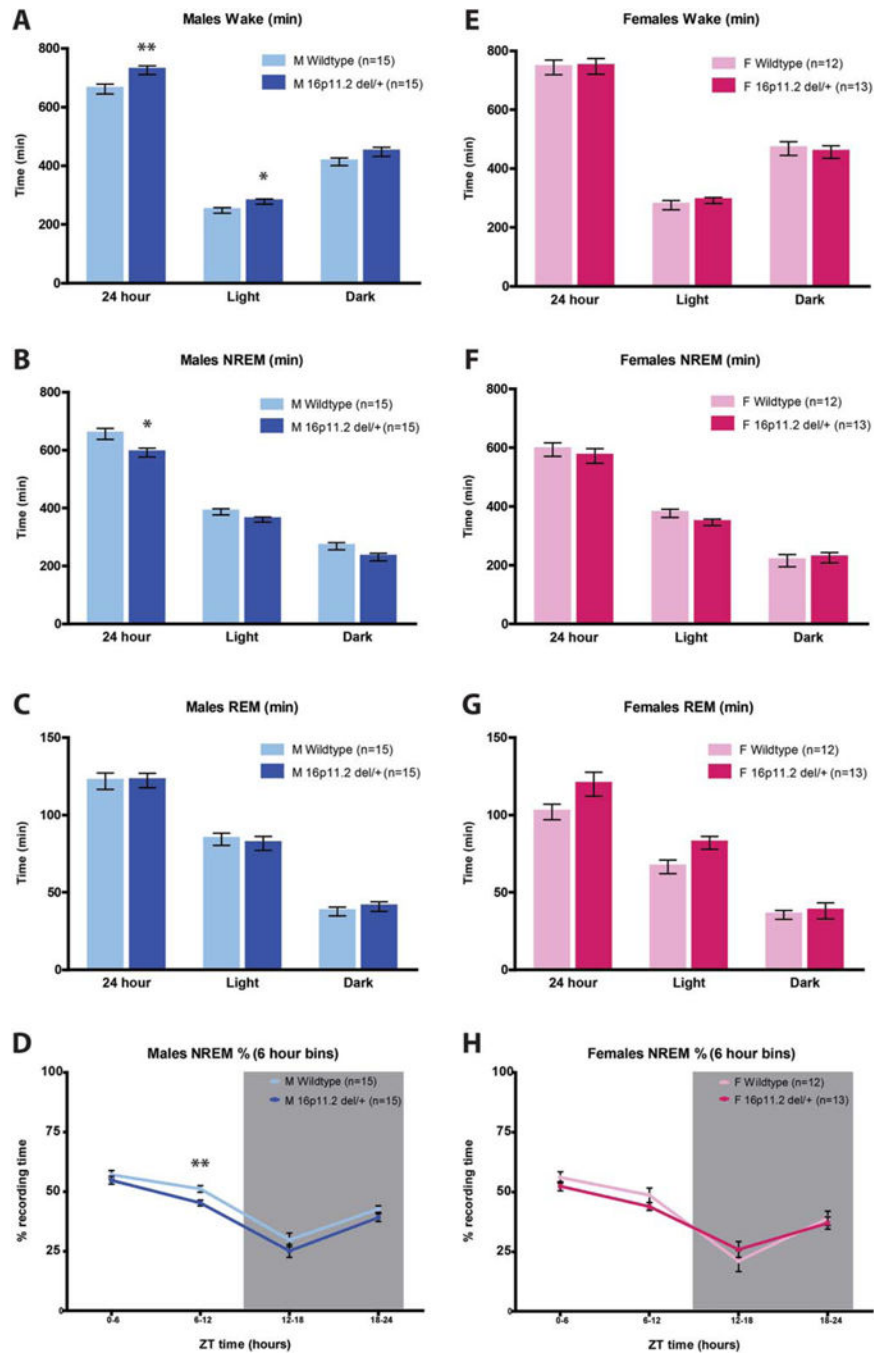 A
Males Wake (min)
M Wildtype (n=15)
M 16p11.2 del/+ (n=15)
**
*
Time (min)
800
600
400
200
0
24 hour
Light
Dark
E
Females Wake (min)
F Wildtype (n=12)
F 16p11.2 del/+ (n=13)
Time (min)
800
600
400
200
0
24 hour
Light
Dark
B
Males NREM (min)
M Wildtype (n=15)
M 16p11.2 del/+ (n=15)
*
Time (min)
800
600
400
200
0
24 hour
Light
Dark
F
Females NREM (min)
F Wildtype (n=12)
F 16p11.2 del/+ (n=13)
Time (min)
800
600
400
200
0
24 hour
Light
Dark
C
Males REM (min)
M Wildtype (n=15)
M 16p11.2 del/+ (n=15)
Time (min)
150
100
50
0
24 hour
Light
Dark
G
Females REM (min)
F Wildtype (n=12)
F 16p11.2 del/+ (n=13)
Time (min)
150
100
50
0
24 hour
Light
Dark
D
Males NREM % (6 hour bins)
M Wildtype (n=15)
M 16p11.2 del/+ (n=15)
**
% recording time
100
75
50
25
0
0-6
6-12
12-18
18-24
ZT time (hours)
H
Females NREM % (6 hour bins)
F Wildtype (n=12)
F 16p11.2 del/+ (n=13)
% recording time
100
75
50
25
0
0-6
6-12
12-18
18-24
ZT time (hours)